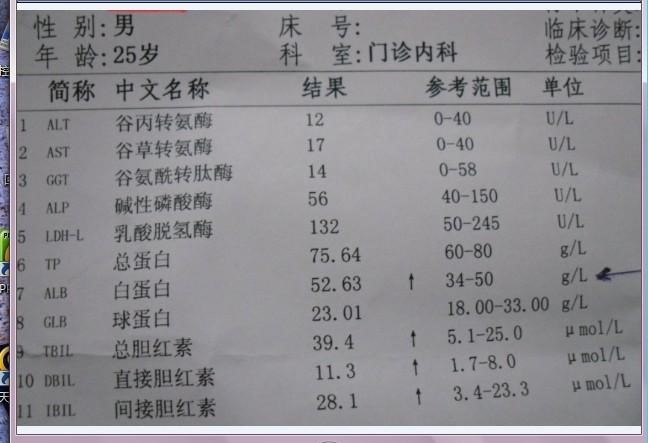 性 别: 男 床 号: 临床诊断:
年 龄: 25岁 科 室: 门诊内科 检验项目:
简称 中文名称 结果 参考范围 单位
1 ALT 谷丙转氨酶 12 0-40 U/L
2 AST 谷草转氨酶 17 0-40 U/L
3 GGT 谷氨酰转肽酶 14 0-58 U/L
4 ALP 碱性磷酸酶 56 40-150 U/L
5 LDH-L 乳酸脱氢酶 132 50-245 U/L
6 TP 总蛋白 75.64 60-80 g/L
7 ALB 白蛋白 52.63 ↑ 34-50 g/L
8 GLB 球蛋白 23.01 18.00-33.00 g/L
9 TBIL 总胆红素 39.4 ↑ 5.1-25.0 μmol/L
10 DBIL 直接胆红素 11.3 ↑ 1.7-8.0 μmol/L
11 IBIL 间接胆红素 28.1 ↑ 3.4-23.3 μmol/L